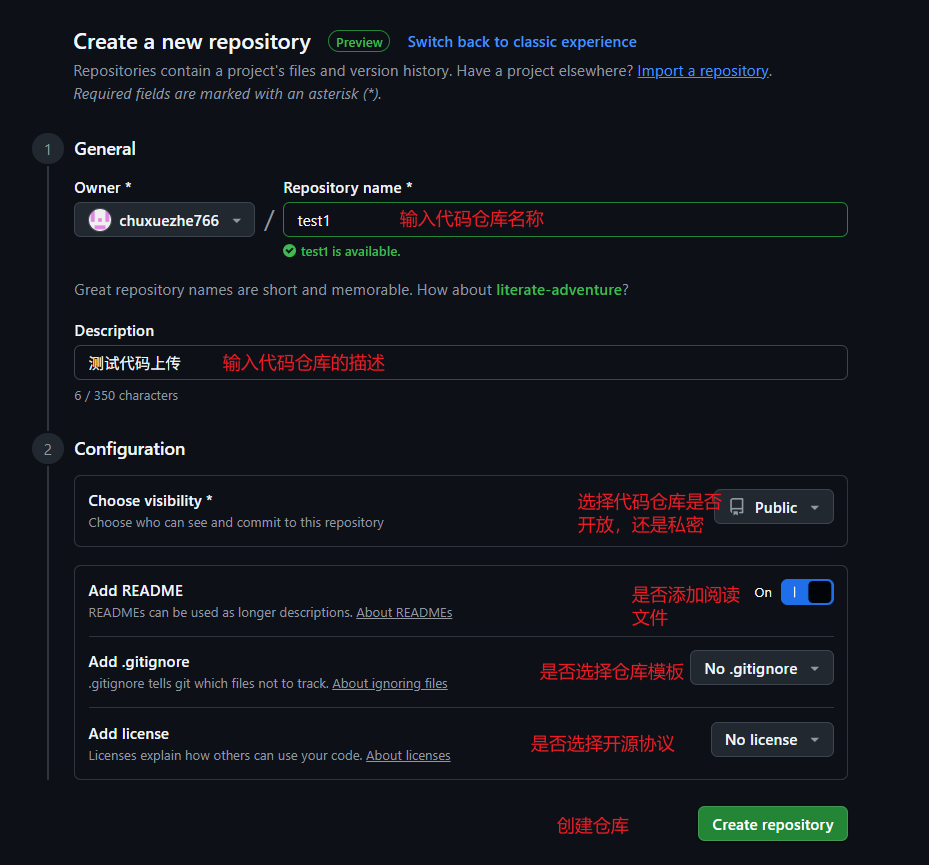 Create a new repository Preview Switch back to classic experience
Repositories contain a project's files and version history. Have a project elsewhere? Import a repository.
Required fields are marked with an asterisk (*).
1 General
Owner * Repository name *
chuxuezhe766 / test1 输入代码仓库名称
test1 is available.
Great repository names are short and memorable. How about literate-adventure?
Description
测试代码上传 输入代码仓库的描述
6 / 350 characters
2 Configuration
Choose visibility *
Choose who can see and commit to this repository
选择代码仓库是否
开放，还是私密
Public
Add README
READMEs can be used as longer descriptions. About READMEs
是否添加阅读
文件
On
Add .gitignore
.gitignore tells git which files not to track. About ignoring files
是否选择仓库模板 No .gitignore
Add license
Licenses explain how others can use your code. About licenses
是否选择开源协议 No license
创建仓库 Create repository